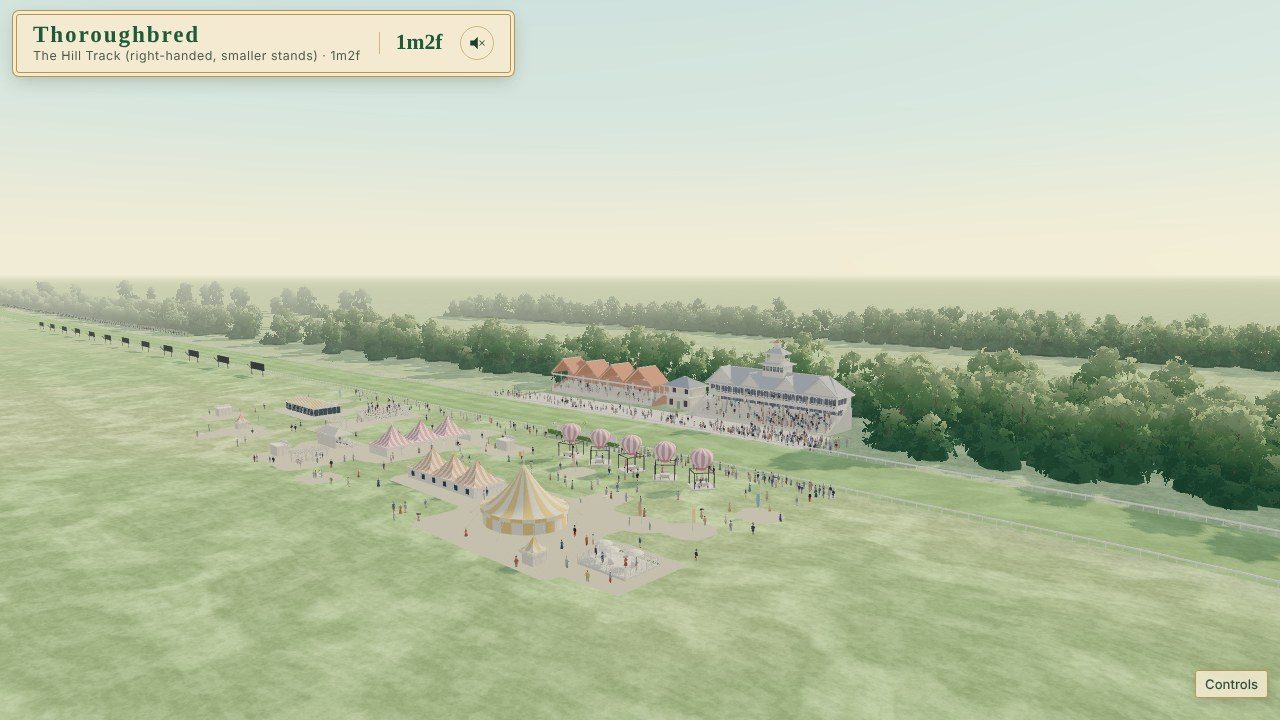 Thoroughbred
The Hill Track (right-handed, smaller stands) · 1m2f
1m2f
Controls